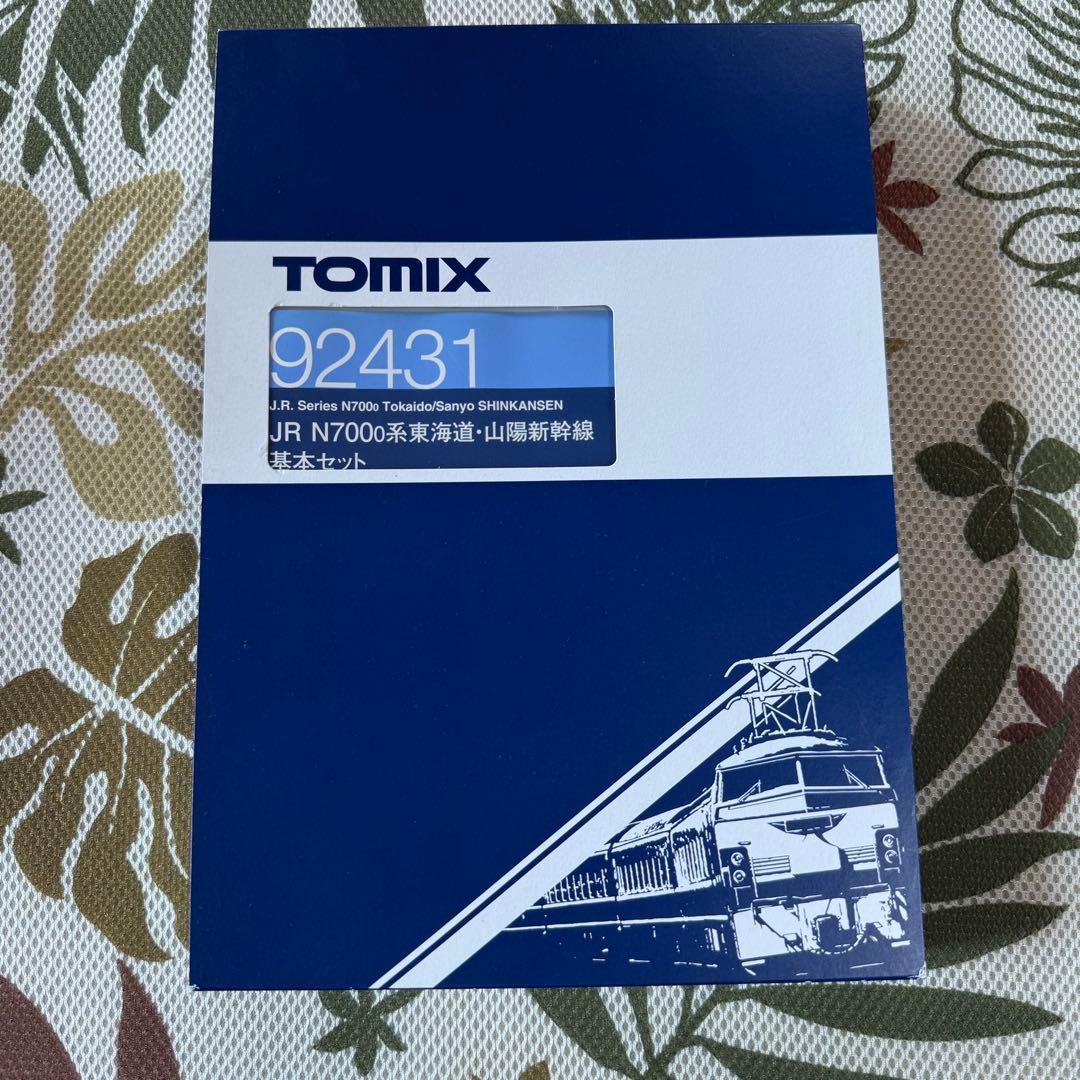 TOMIX
92431
J.R. Series N700₀ Tokaido/Sanyo SHINKANSEN
JR N700₀系東海道・山陽新幹線
基本セット